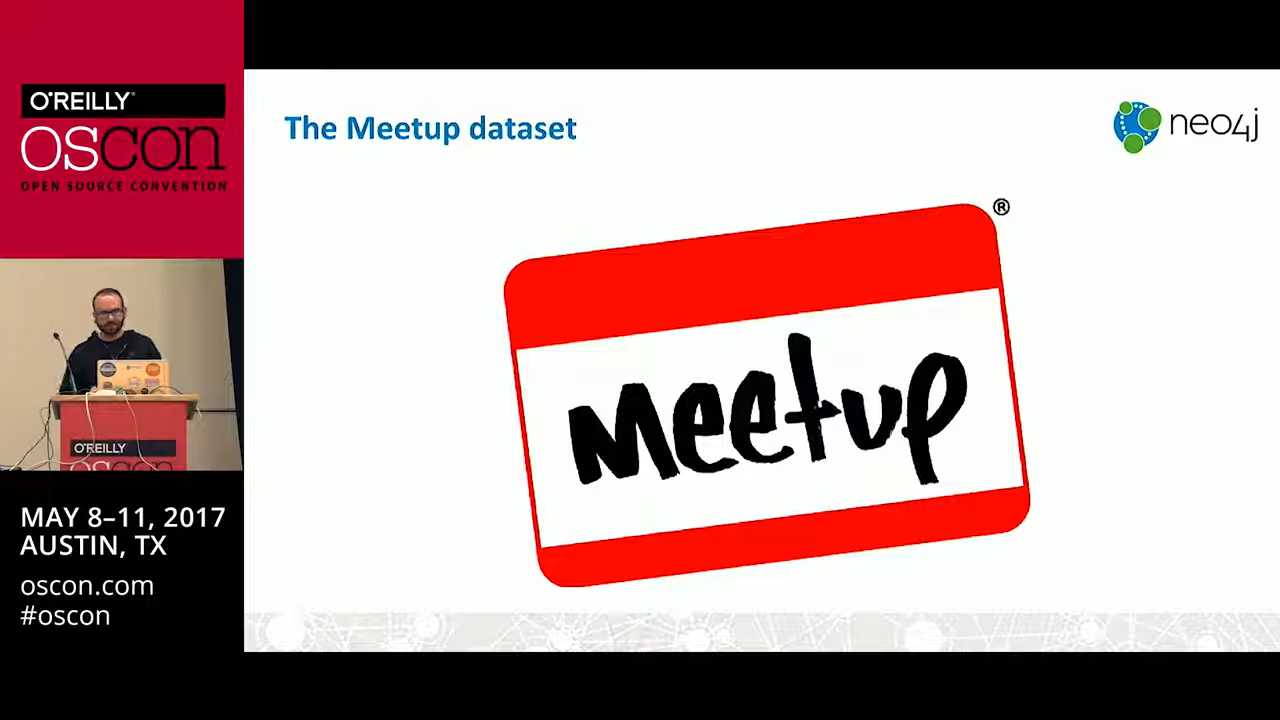 O'REILLY®
OSCON
OPEN SOURCE CONVENTION
The Meetup dataset
neo4j
®
Meetup
O'REILLY
OSCON
MAY 8–11, 2017
AUSTIN, TX
oscon.com
#oscon